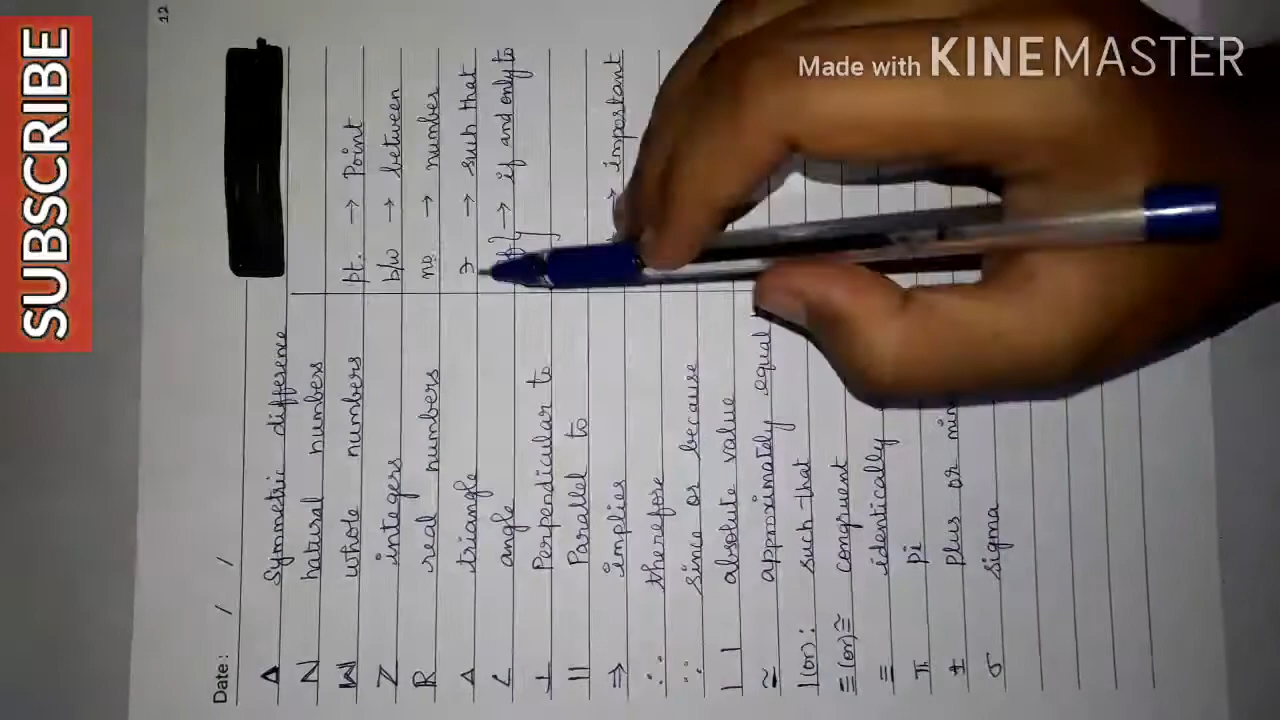 SUBSCRIBE
Made with KINEMASTER
12
Date : / /
Δ Symmetric difference
N natural numbers
W whole numbers
Z integers
R real numbers
Δ triangle
∠ angle
⊥ Perpendicular to
|| Parallel to
⇒ implies
∴ therefore
∵ since or because
| | absolute value
≅ approximately equal
| (or) : such that
≡ (or) ≅ congruent
= identically
π pi
± plus or min
σ sigma
pt. → Point
b/w → between
no. → number
∋ → such that
→ if and only to
→ important